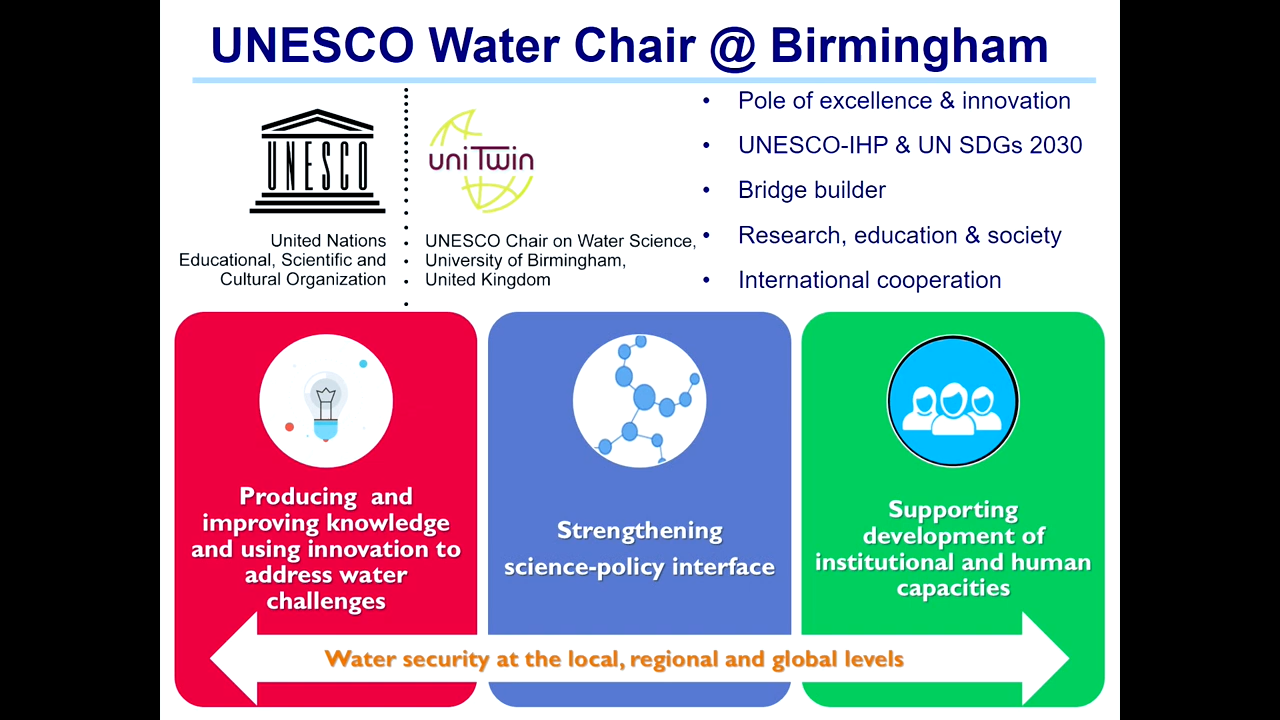 UNESCO Water Chair @ Birmingham
UNESCO
uniTwin
United Nations
Educational, Scientific and
Cultural Organization
UNESCO Chair on Water Science,
University of Birmingham,
United Kingdom
• Pole of excellence & innovation
• UNESCO-IHP & UN SDGs 2030
• Bridge builder
• Research, education & society
• International cooperation
Producing and
improving knowledge
and using innovation to
address water
challenges
Strengthening
science-policy interface
Supporting
development of
institutional and human
capacities
Water security at the local, regional and global levels